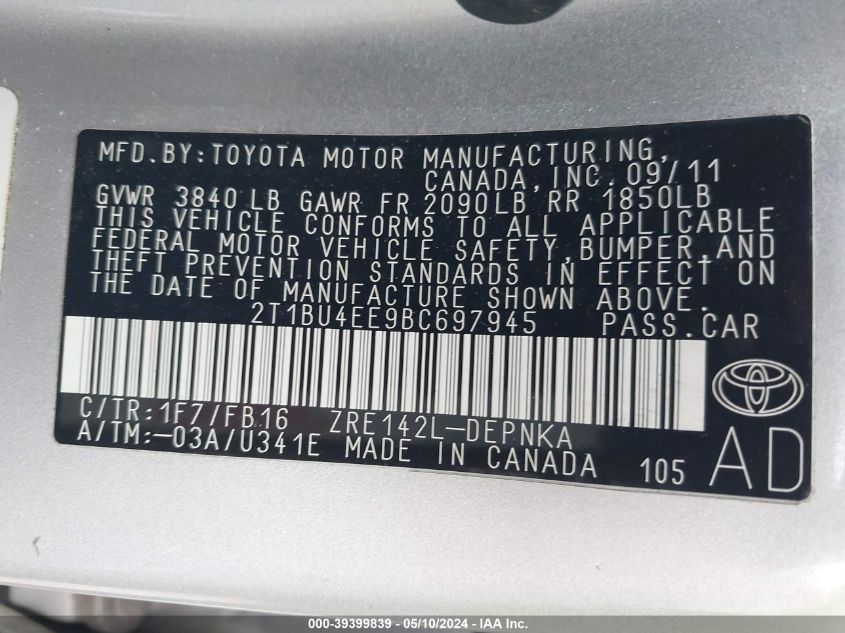 MFD.BY:TOYOTA MOTOR MANUFACTURING,
CANADA,INC.09/11
GVWR 3840LB GAWR FR 2090LB RR 1850LB
THIS VEHICLE CONFORMS TO ALL APPLICABLE
FEDERAL MOTOR VEHICLE SAFETY,BUMPER,AND
THEFT PREVENTION STANDARDS IN EFFECT ON
THE DATE OF MANUFACTURE SHOWN ABOVE.
2T1BU4EE9BC697945 PASS.CAR
C/TR:1F7/FB16 ZRE142L-DEPNKA
A/TM:-03A/U341E MADE IN CANADA 105 AD
000-39399839 - 05/10/2024 - IAA Inc.